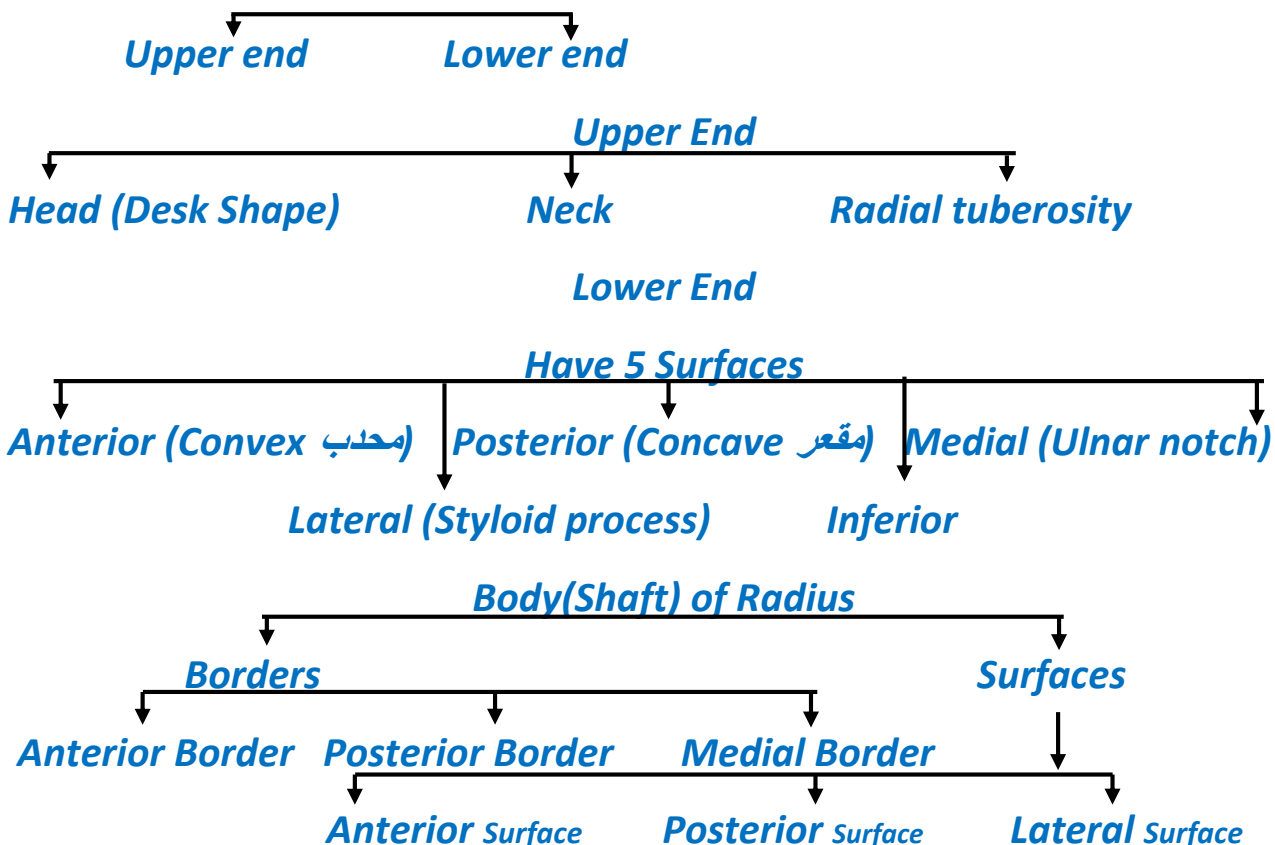 Upper end Lower end
Upper End
Head (Desk Shape) Neck Radial tuberosity
Lower End
Have 5 Surfaces
Anterior (Convex محدب) Posterior (Concave مقعر) Medial (Ulnar notch)
Lateral (Styloid process) Inferior
Body(Shaft) of Radius
Borders Surfaces
Anterior Border Posterior Border Medial Border
Anterior Surface Posterior Surface Lateral Surface